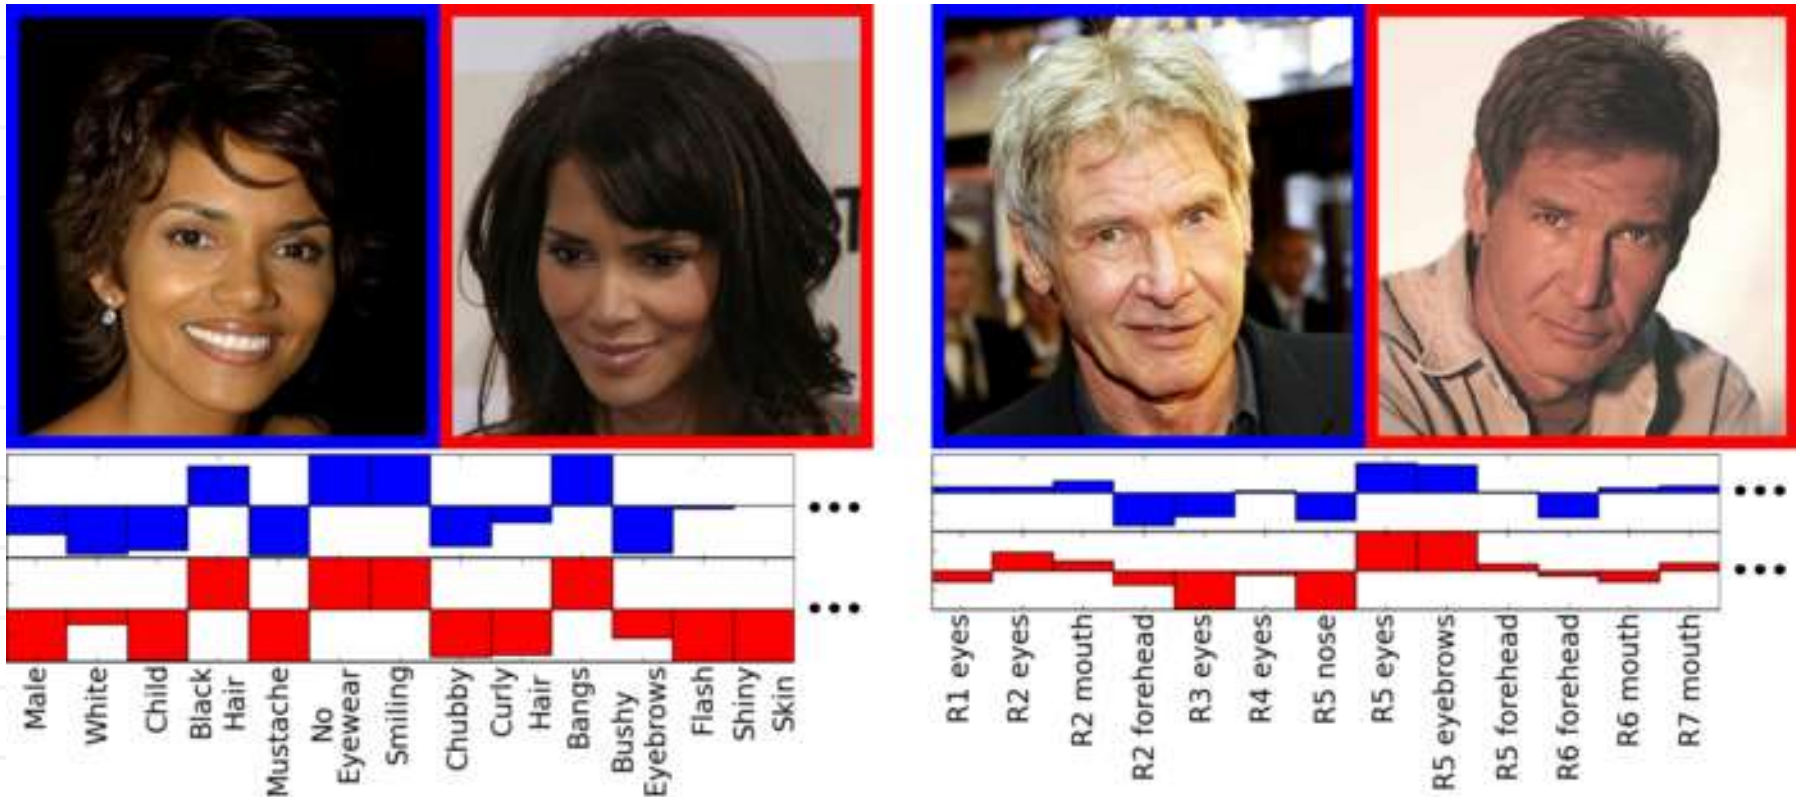 Male
White
Child
Black
Hair
Mustache
No
Eyewear
Smiling
Chubby
Curly
Hair
Bangs
Bushy
Eyebrows
Flash
Shiny
Skin
R1 eyes
R2 eyes
R2 mouth
R2 forehead
R3 eyes
R4 eyes
R5 nose
R5 eyes
R5 eyebrows
R5 forehead
R6 forehead
R6 mouth
R7 mouth